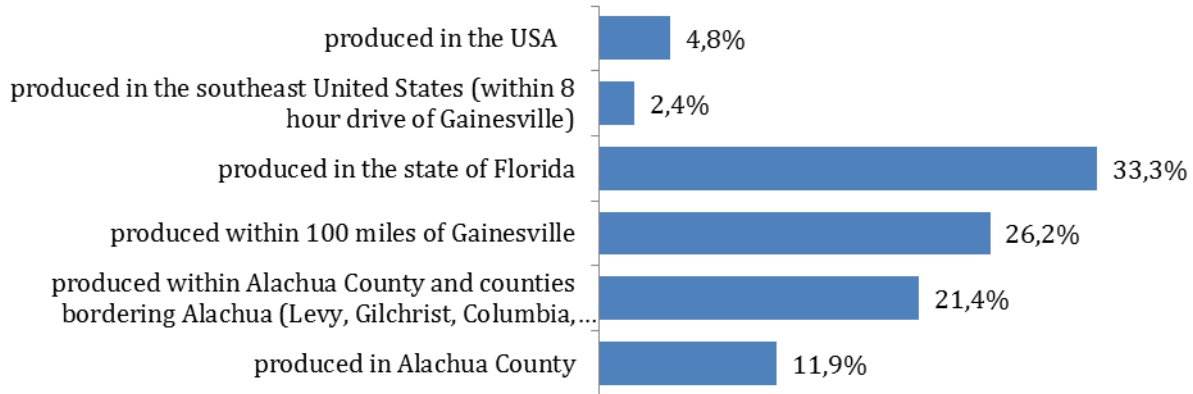 produced in the USA 4,8%
produced in the southeast United States (within 8
hour drive of Gainesville) 2,4%
produced in the state of Florida 33,3%
produced within 100 miles of Gainesville 26,2%
produced within Alachua County and counties
bordering Alachua (Levy, Gilchrist, Columbia,... 21,4%
produced in Alachua County 11,9%